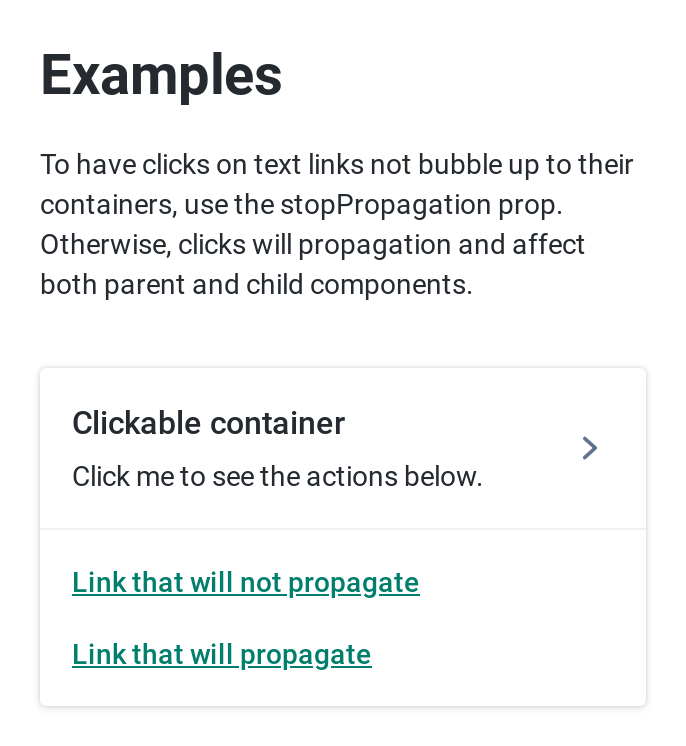 Examples
To have clicks on text links not bubble up to their
containers, use the stopPropagation prop.
Otherwise, clicks will propagation and affect
both parent and child components.
Clickable container
Click me to see the actions below.
Link that will not propagate
Link that will propagate